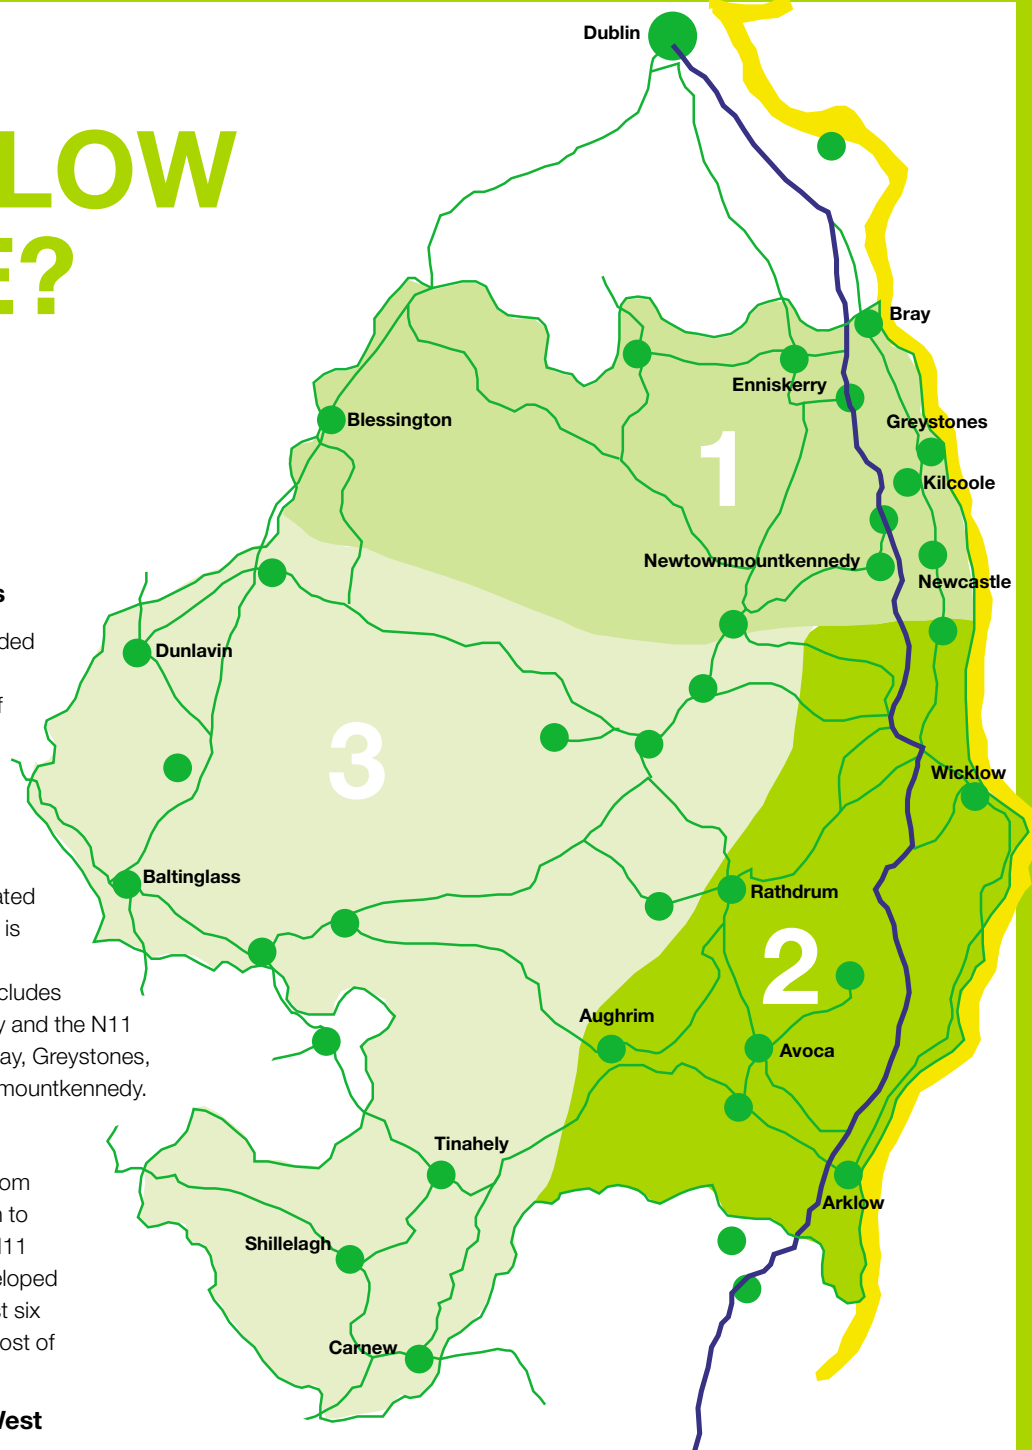 Dublin
LOW
E?
Bray
Enniskerry
Blessington
Greystones
1
Kilcoole
Newtownmountkennedy
Newcastle
s
ded
f
Dunlavin
3
Wicklow
Baltinglass
Rathdrum
ated
is
2
cludes
y and the N11
ay, Greystones,
mountkennedy.
Aughrim
Avoca
Tinahely
om
n to
N11
eloped
st six
ost of
Arklow
Shillelagh
Carnew
West